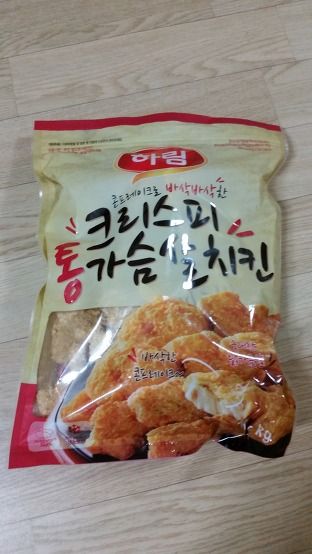 하림
콘프레이크로 바삭바삭한
크리스피
통가슴살치킨
바삭한
콘프레이크
kg